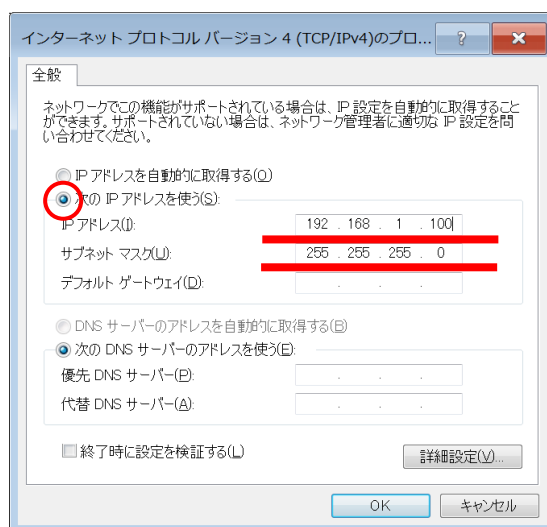 インターネット プロトコル バージョン 4 (TCP/IPv4)のプロ...
全般
ネットワークでこの機能がサポートされている場合は、IP 設定を自動的に取得すること
ができます。サポートされていない場合は、ネットワーク管理者に適切な IP 設定を問
い合わせてください。
IP アドレスを自動的に取得する(O)
次の IP アドレスを使う(S):
IP アドレス(I):
192 . 168 . 1 . 100
サブネット マスク(U):
255 . 255 . 255 . 0
デフォルト ゲートウェイ(D):
. . .
DNS サーバーのアドレスを自動的に取得する(B)
次の DNS サーバーのアドレスを使う(E):
優先 DNS サーバー(P):
. . .
代替 DNS サーバー(A):
. . .
終了時に設定を検証する(L)
詳細設定(V)...
OK
キャンセル